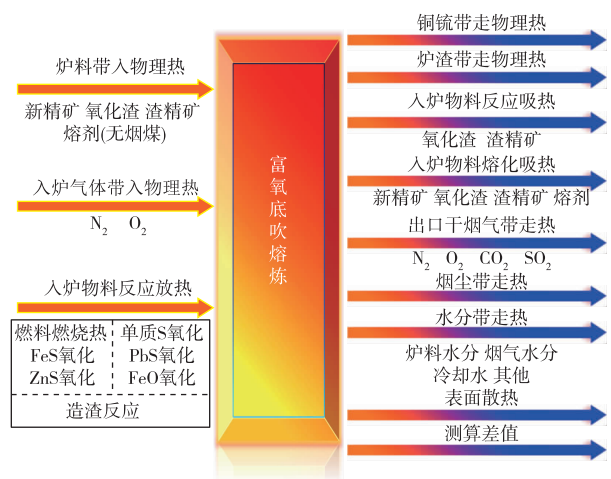 炉料带入物理热
新精矿 氧化渣 渣精矿
熔剂(无烟煤)
入炉气体带入物理热
N₂ O₂
入炉物料反应放热
燃料燃烧热 单质S氧化
FeS氧化 PbS氧化
ZnS氧化 FeO氧化
造渣反应
富氧底吹熔炼
铜锍带走物理热
炉渣带走物理热
入炉物料反应吸热
氧化渣 渣精矿
入炉物料熔化吸热
新精矿 氧化渣 渣精矿 熔剂
出口干烟气带走热
N₂ O₂ CO₂ SO₂
烟尘带走热
水分带走热
炉料水分 烟气水分
冷却水 其他
表面散热
测算差值